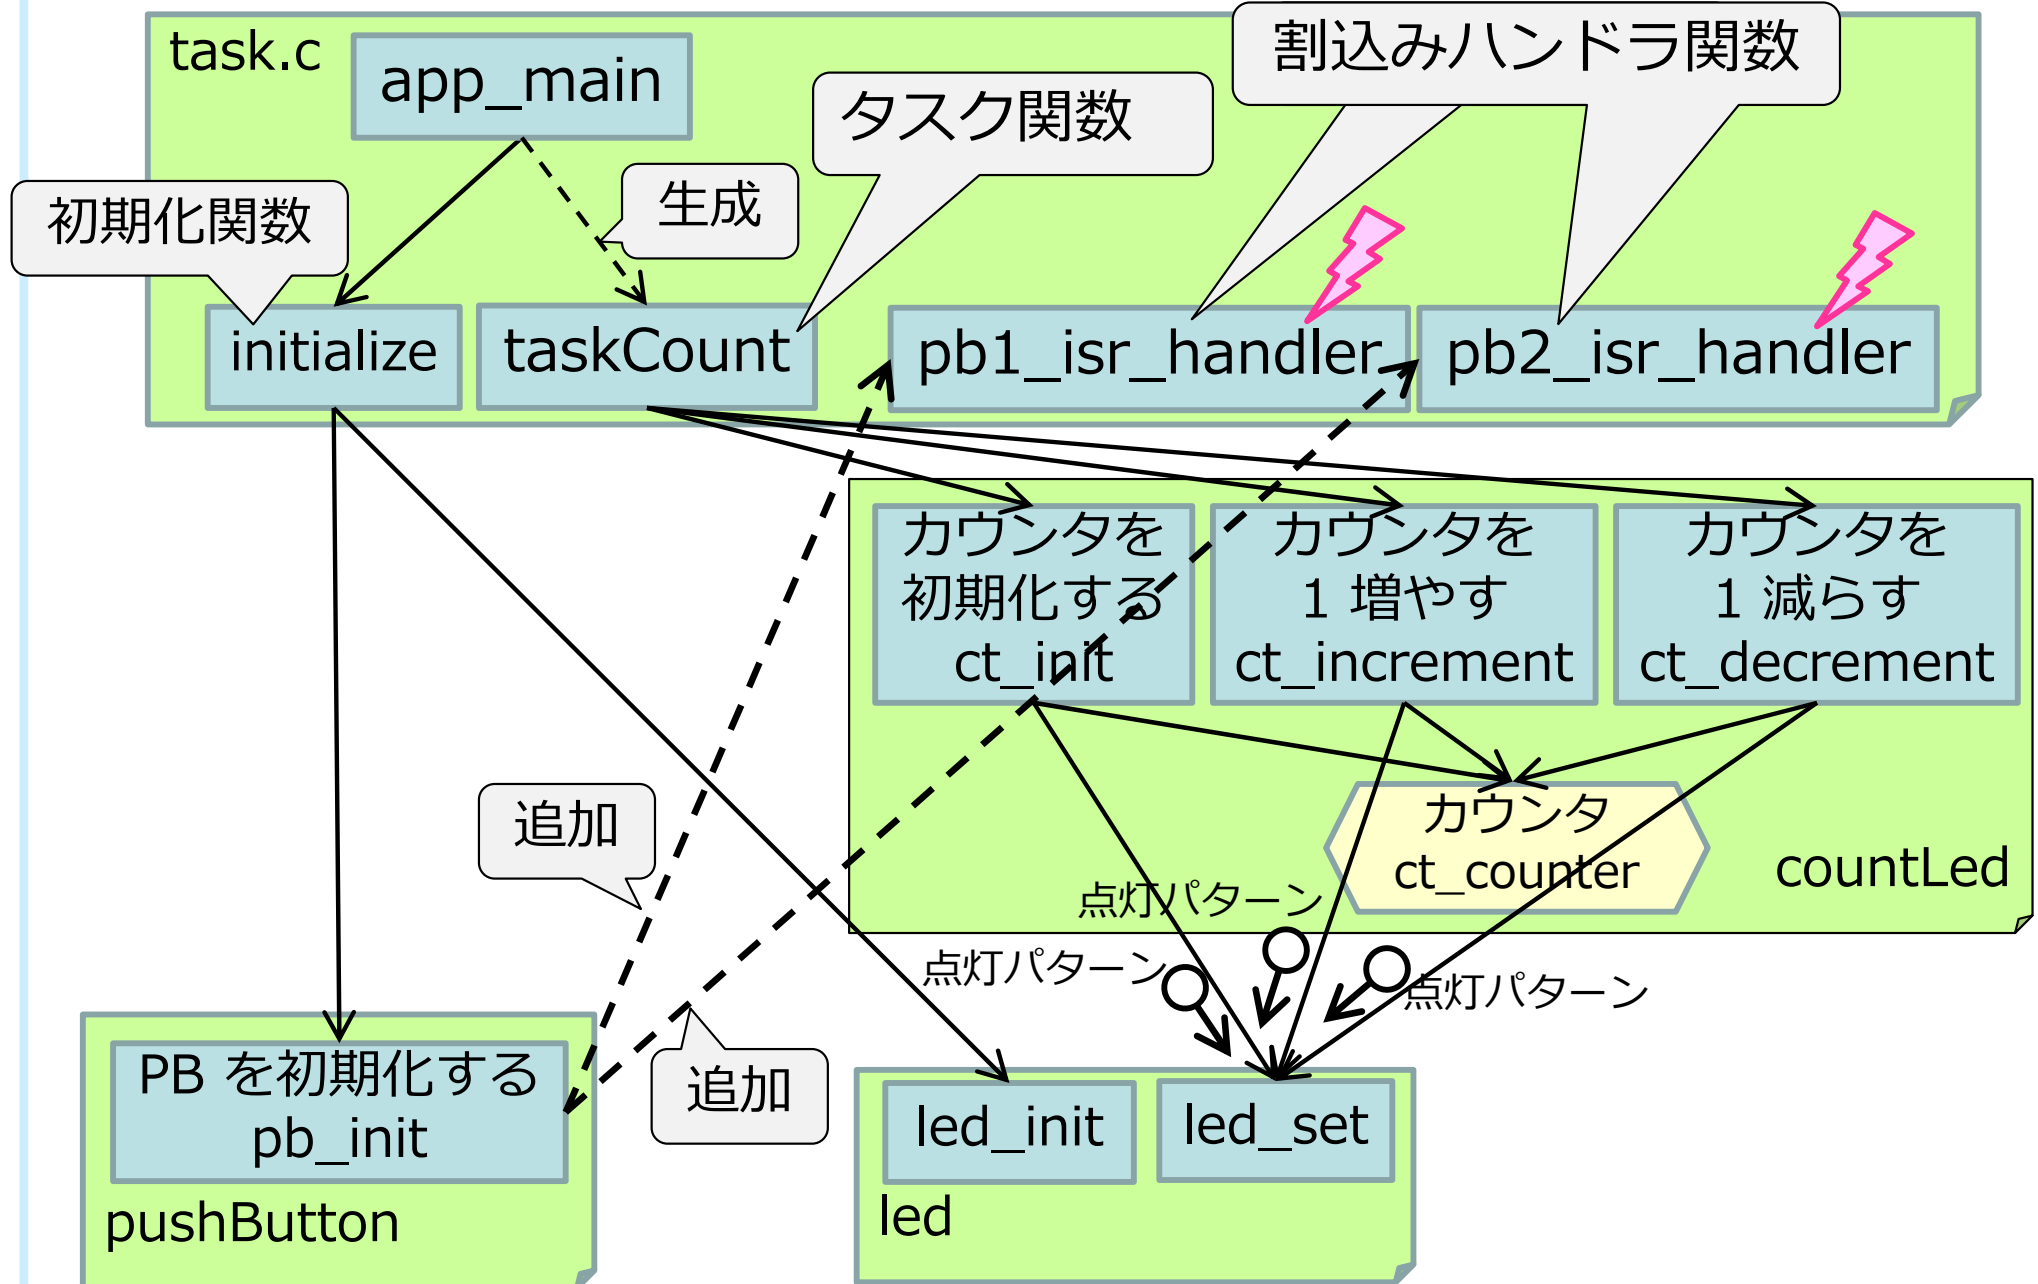 task.c
app_main
タスク関数
割込みハンドラ関数
初期化関数
生成
initialize
taskCount
pb1_isr_handler
pb2_isr_handler
カウンタを
初期化する
ct_init
カウンタを
1 増やす
ct_increment
カウンタを
1 減らす
ct_decrement
追加
カウンタ
ct_counter
countLed
点灯パターン
点灯パターン
点灯パターン
PB を初期化する
pb_init
pushButton
追加
led_init
led_set
led